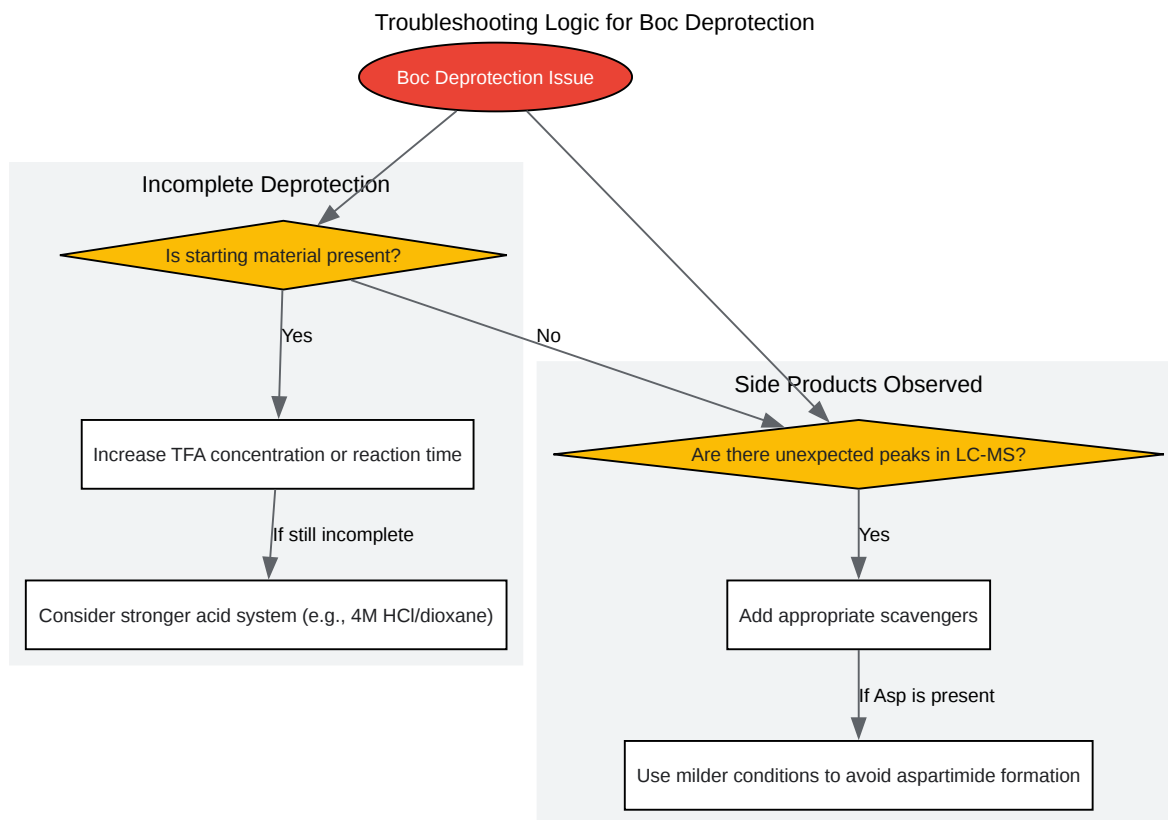 Troubleshooting Logic for Boc Deprotection
Boc Deprotection Issue
Incomplete Deprotection
Is starting material present?
Yes
No
Increase TFA concentration or reaction time
If still incomplete
Consider stronger acid system (e.g., 4M HCl/dioxane)
Side Products Observed
Are there unexpected peaks in LC-MS?
Yes
Add appropriate scavengers
If Asp is present
Use milder conditions to avoid aspartimide formation